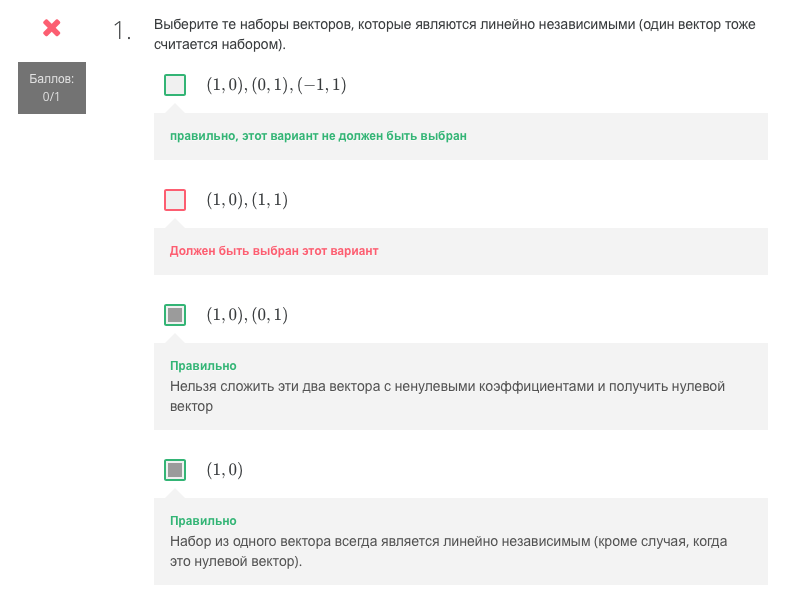 1.
Выберите те наборы векторов, которые являются линейно независимыми (один вектор тоже
считается набором).
Баллов:
0/1
(1, 0), (0, 1), (−1, 1)
правильно, этот вариант не должен быть выбран
(1, 0), (1, 1)
Должен быть выбран этот вариант
(1, 0), (0, 1)
Правильно
Нельзя сложить эти два вектора с ненулевыми коэффициентами и получить нулевой
вектор
(1, 0)
Правильно
Набор из одного вектора всегда является линейно независимым (кроме случая, когда
это нулевой вектор).